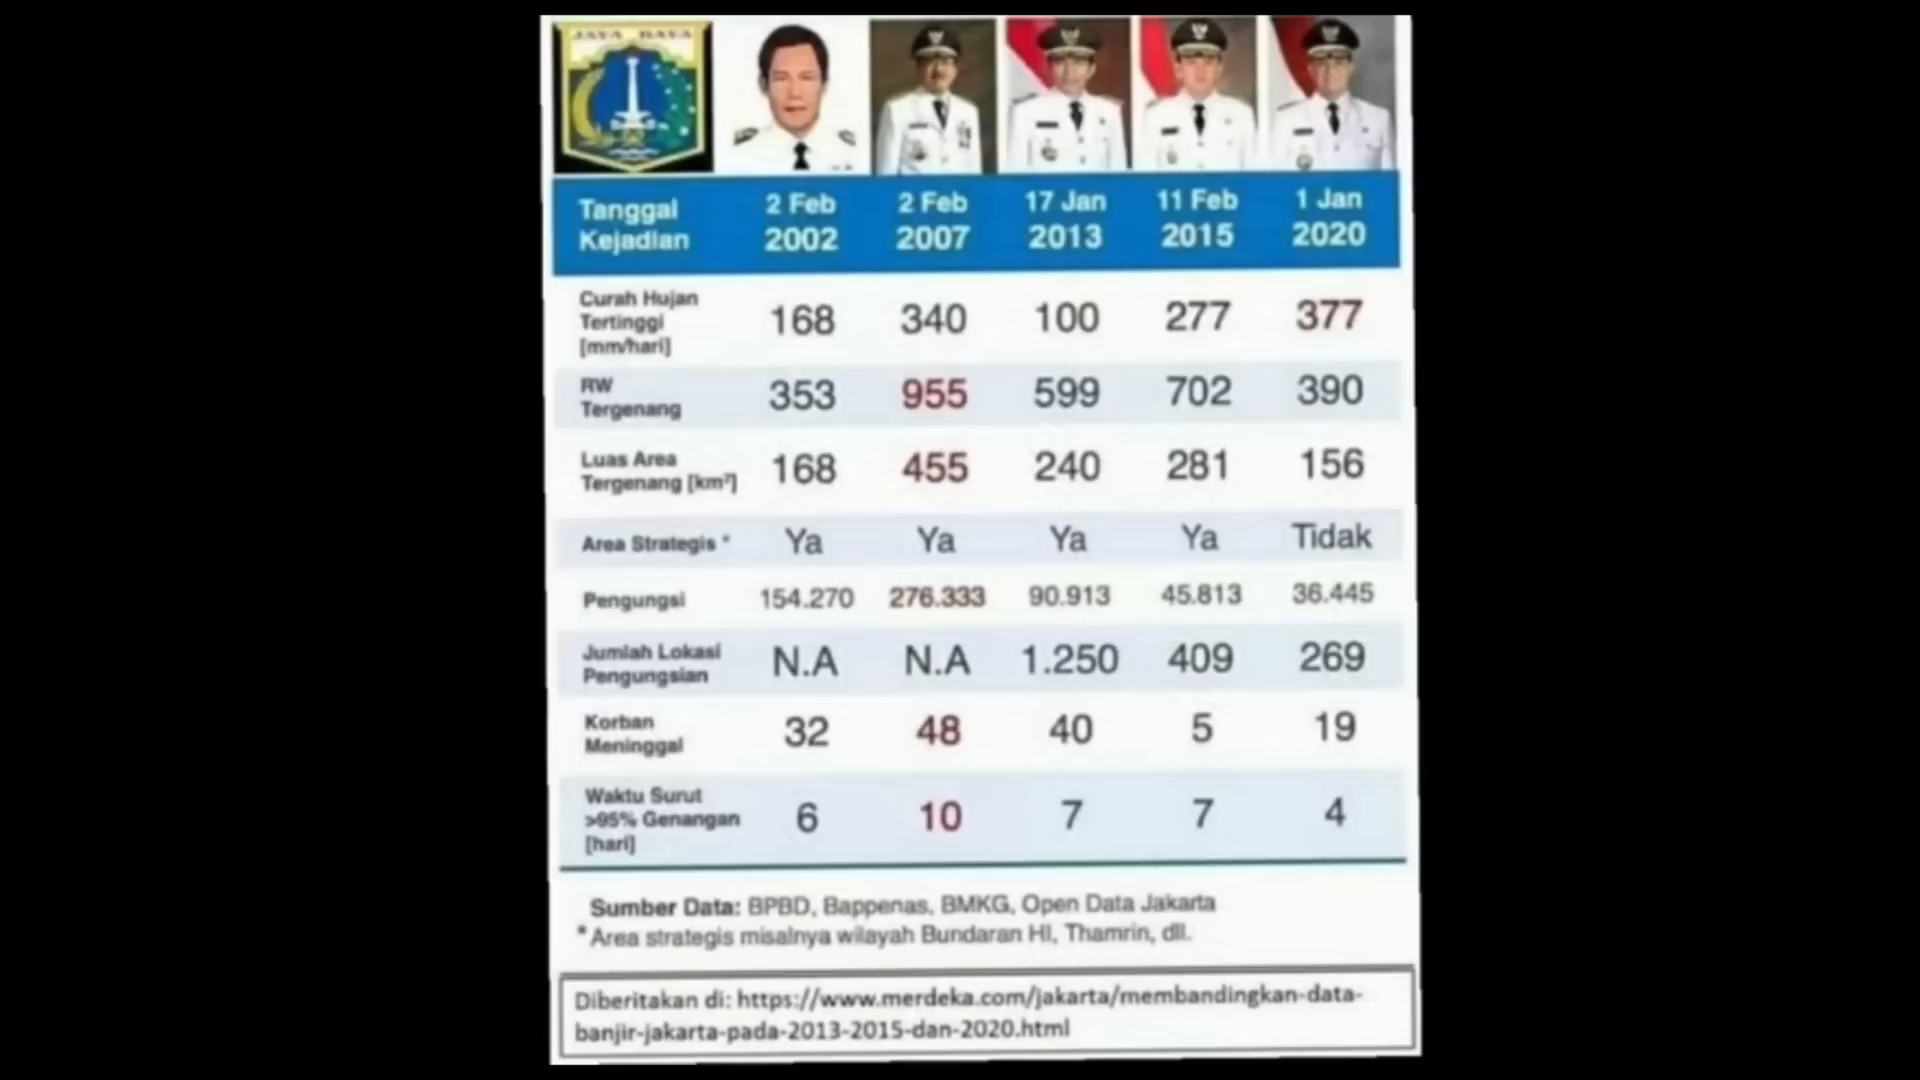 JAYA RAYA
Tanggal Kejadian 2 Feb 2002 2 Feb 2007 17 Jan 2013 11 Feb 2015 1 Jan 2020
Curah Hujan Tertinggi [mm/hari] 168 340 100 277 377
RW Tergenang 353 955 599 702 390
Luas Area Tergenang [km²] 168 455 240 281 156
Area Strategis * Ya Ya Ya Ya Tidak
Pengungsi 154.270 276.333 90.913 45.813 36.445
Jumlah Lokasi Pengungsian N.A N.A 1.250 409 269
Korban Meninggal 32 48 40 5 19
Waktu Surut >95% Genangan [hari] 6 10 7 7 4
Sumber Data: BPBD, Bappenas, BMKG, Open Data Jakarta
* Area strategis misalnya wilayah Bundaran HI, Thamrin, dll.
Diberitakan di: https://www.merdeka.com/jakarta/membandingkan-data-
banjir-jakarta-pada-2013-2015-dan-2020.html